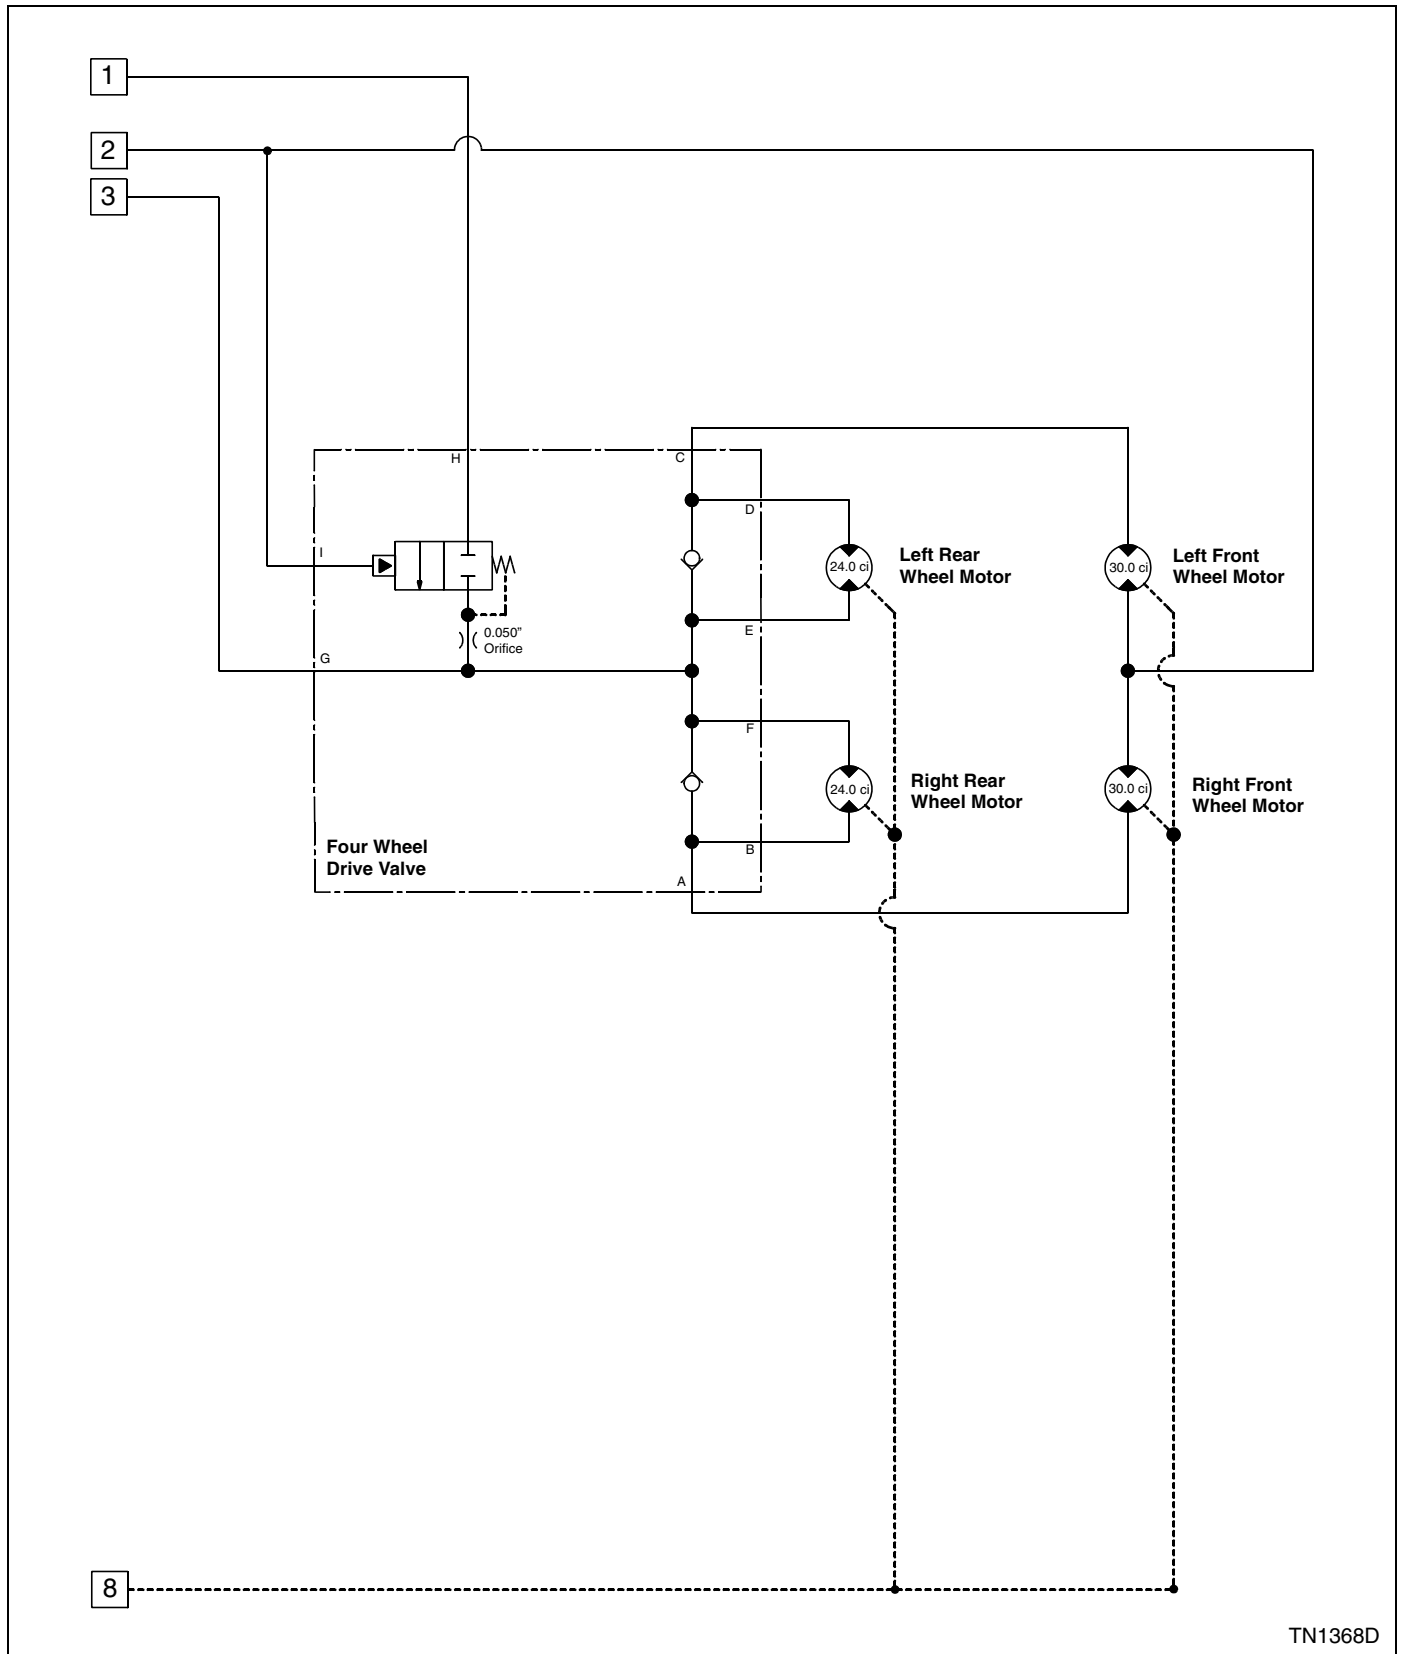 1
2
3
H
C
D
I
24.0 ci
Left Rear
Wheel Motor
30.0 ci
Left Front
Wheel Motor
0.050”
Orifice
E
G
F
24.0 ci
Right Rear
Wheel Motor
30.0 ci
Right Front
Wheel Motor
Four Wheel
Drive Valve
B
A
8
TN1368D